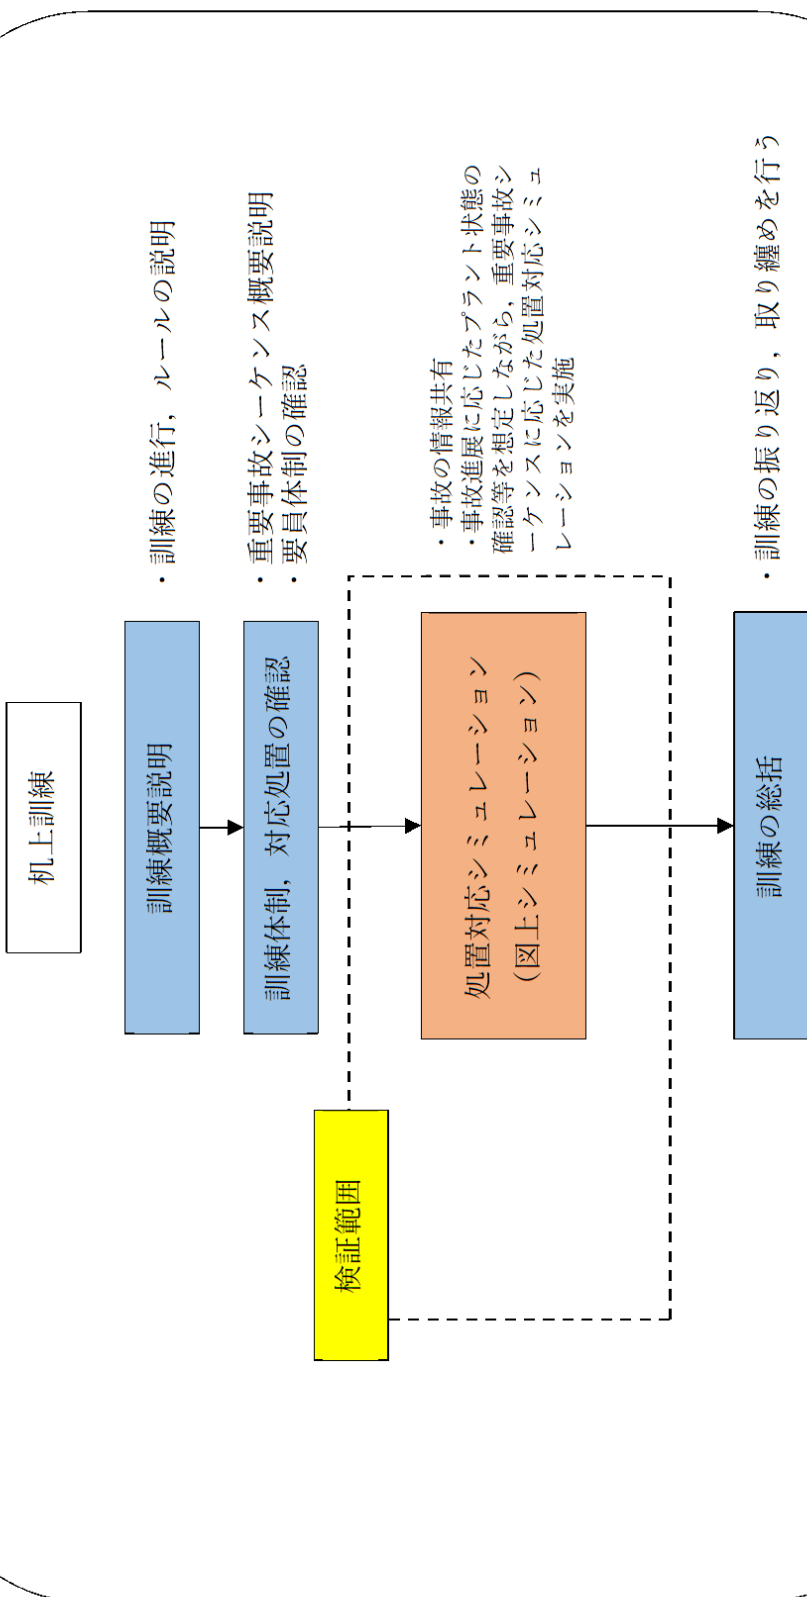 机上訓練
訓練概要説明
・訓練の進行，ルールの説明
訓練体制，対応処置の確認
・重要事故シーケンス概要説明
・要員体制の確認
検証範囲
処置対応シミュレーション
（図上シミュレーション）
・事故の情報共有
・事故進展に応じたプラント状態の
確認等を想定しながら，重要事故シ
ーケンスに応じた処置対応シミュ
レーションを実施
訓練の総括
・訓練の振り返り，取り纏めを行う